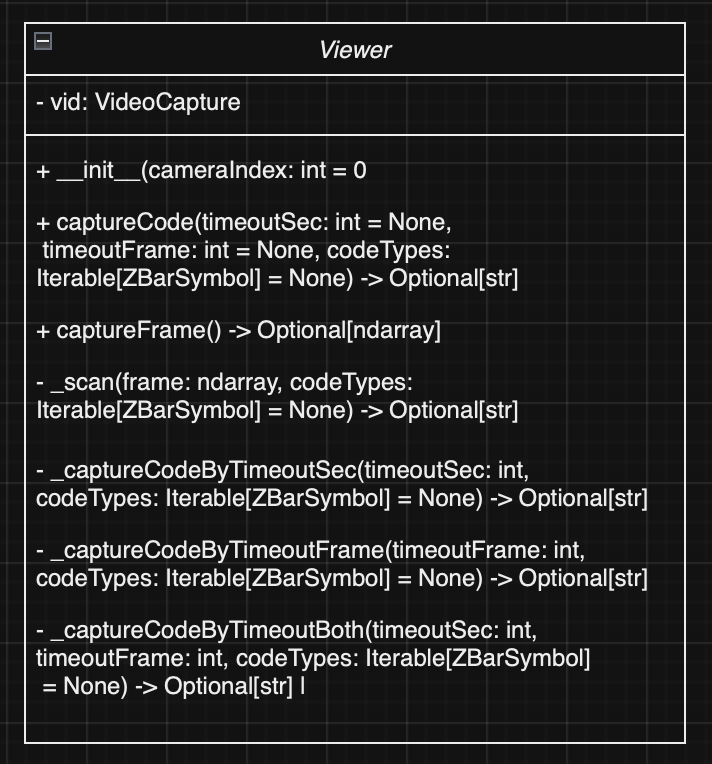 Viewer
- vid: VideoCapture
+ __init__(cameraIndex: int = 0
+ captureCode(timeoutSec: int = None,
timeoutFrame: int = None, codeTypes:
Iterable[ZBarSymbol] = None) -> Optional[str]
+ captureFrame() -> Optional[ndarray]
- _scan(frame: ndarray, codeTypes:
Iterable[ZBarSymbol] = None) -> Optional[str]
- _captureCodeByTimeoutSec(timeoutSec: int,
codeTypes: Iterable[ZBarSymbol] = None) -> Optional[str]
- _captureCodeByTimeoutFrame(timeoutFrame: int,
codeTypes: Iterable[ZBarSymbol] = None) -> Optional[str]
- _captureCodeByTimeoutBoth(timeoutSec: int,
timeoutFrame: int, codeTypes: Iterable[ZBarSymbol]
= None) -> Optional[str] l